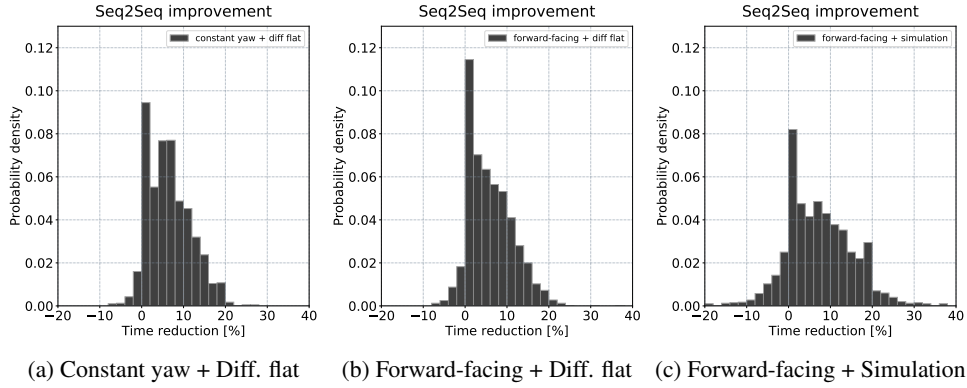 Seq2Seq improvement
constant yaw + diff flat
Probability density
0.12
0.10
0.08
0.06
0.04
0.02
0.00
−20 −10 0 10 20 30 40
Time reduction [%]
(a) Constant yaw + Diff. flat
Seq2Seq improvement
forward-facing + diff flat
Probability density
0.12
0.10
0.08
0.06
0.04
0.02
0.00
−20 −10 0 10 20 30 40
Time reduction [%]
(b) Forward-facing + Diff. flat
Seq2Seq improvement
forward-facing + simulation
Probability density
0.12
0.10
0.08
0.06
0.04
0.02
0.00
−20 −10 0 10 20 30 40
Time reduction [%]
(c) Forward-facing + Simulation